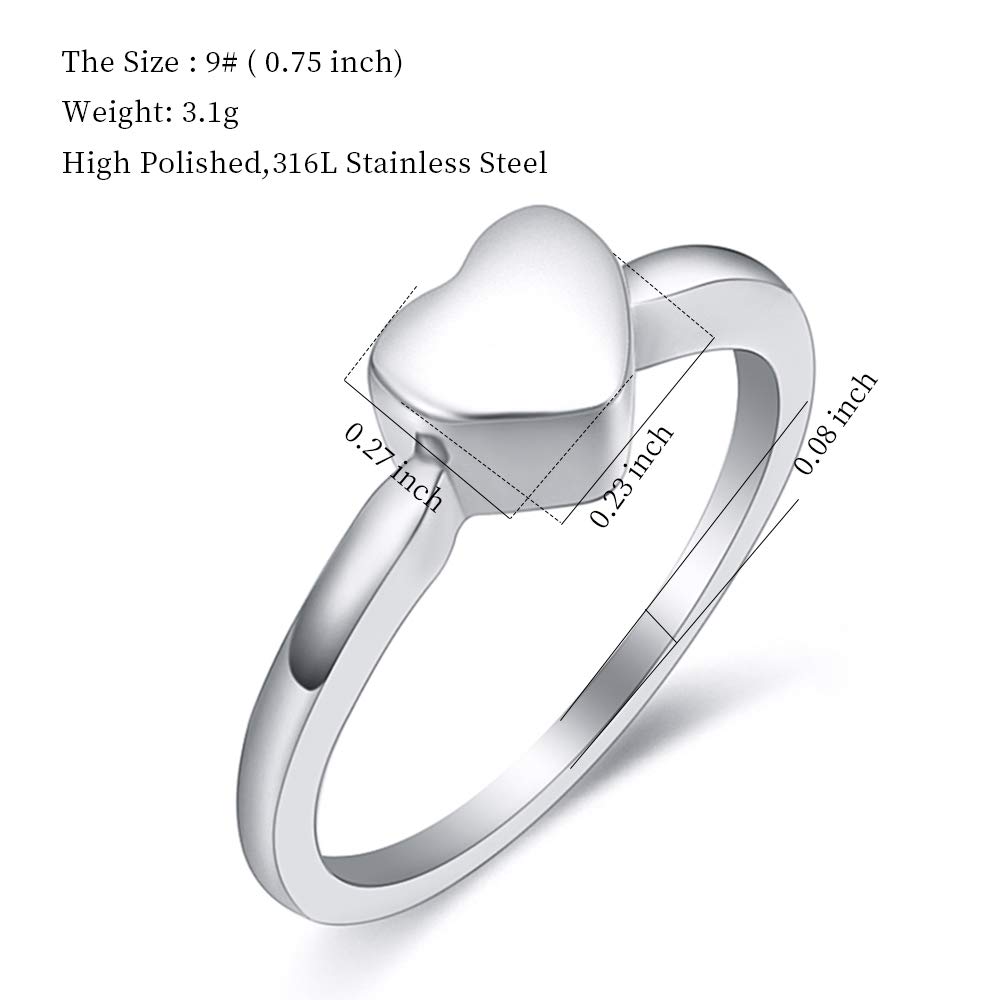 The Size : 9# ( 0.75 inch)
Weight: 3.1g
High Polished,316L Stainless Steel
0.27 inch
0.23 inch
0.08 inch